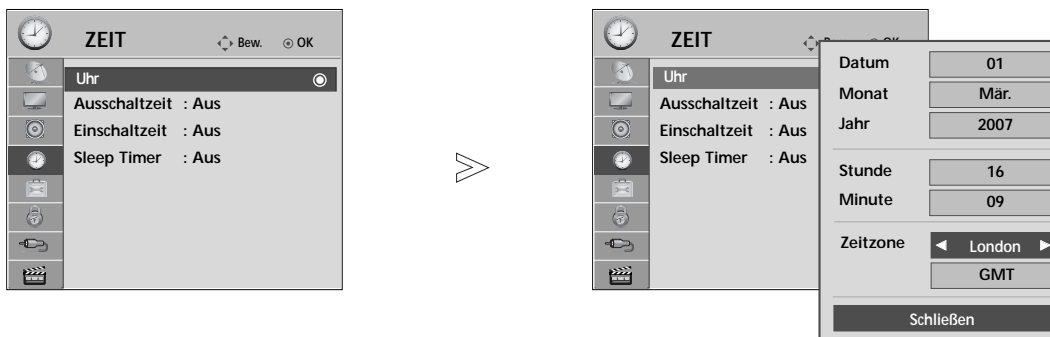 ZEIT
Bew.
OK
Uhr
Ausschaltzeit : Aus
Einschaltzeit : Aus
Sleep Timer : Aus
ZEIT
Uhr
Ausschaltzeit : Aus
Einschaltzeit : Aus
Sleep Timer : Aus
Datum 01
Monat Mär.
Jahr 2007
Stunde 16
Minute 09
Zeitzone London
GMT
Schließen